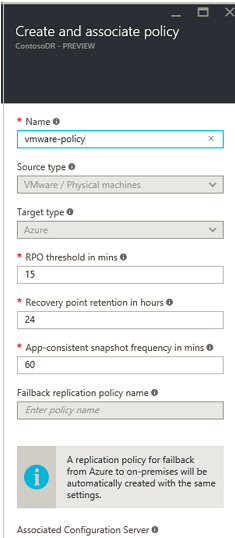 Create and associate policy
ContosoDR - PREVIEW
* Name
vmware-policy
Source type
VMware / Physical machines
Target type
Azure
* RPO threshold in mins
15
* Recovery point retention in hours
24
* App-consistent snapshot frequency in mins
60
Failback replication policy name
Enter policy name
A replication policy for failback
from Azure to on-premises will be
automatically created with the same
settings.
Associated Configuration Server